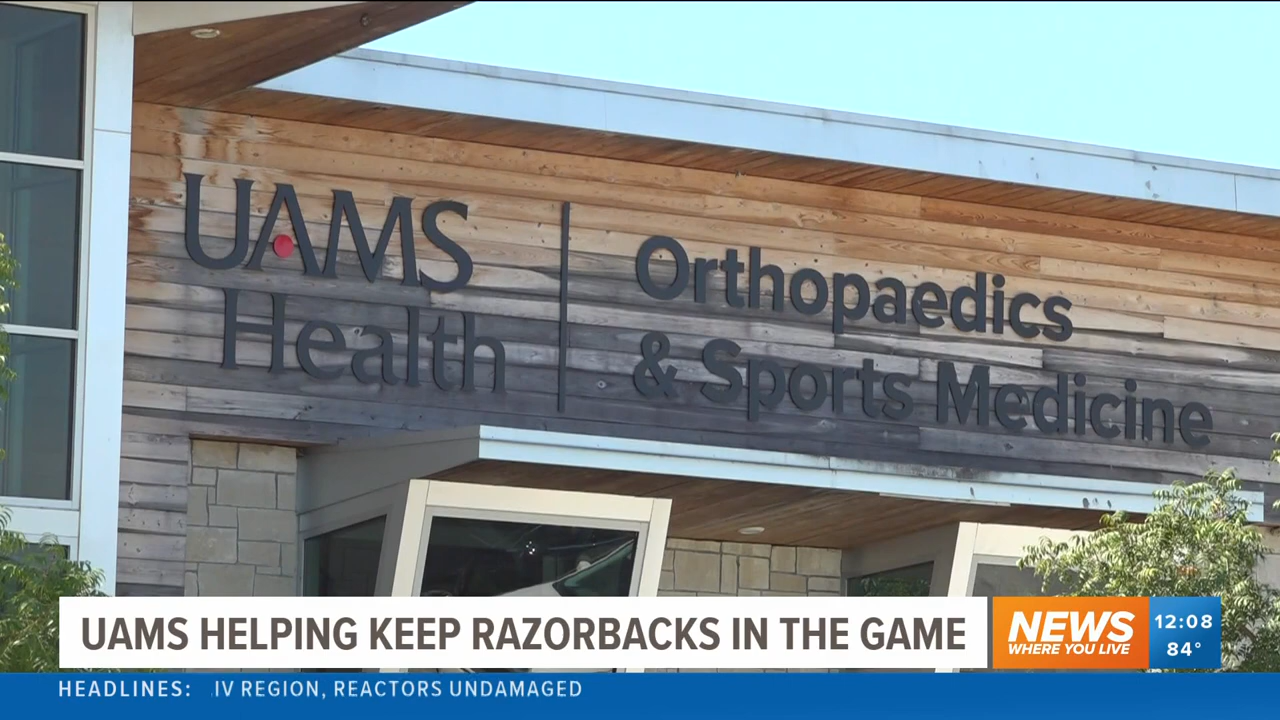 UAMS
Health
Orthopaedics
& Sports Medicine
UAMS HELPING KEEP RAZORBACKS IN THE GAME
NEWS
WHERE YOU LIVE
12:08
84°
HEADLINES: IV REGION, REACTORS UNDAMAGED